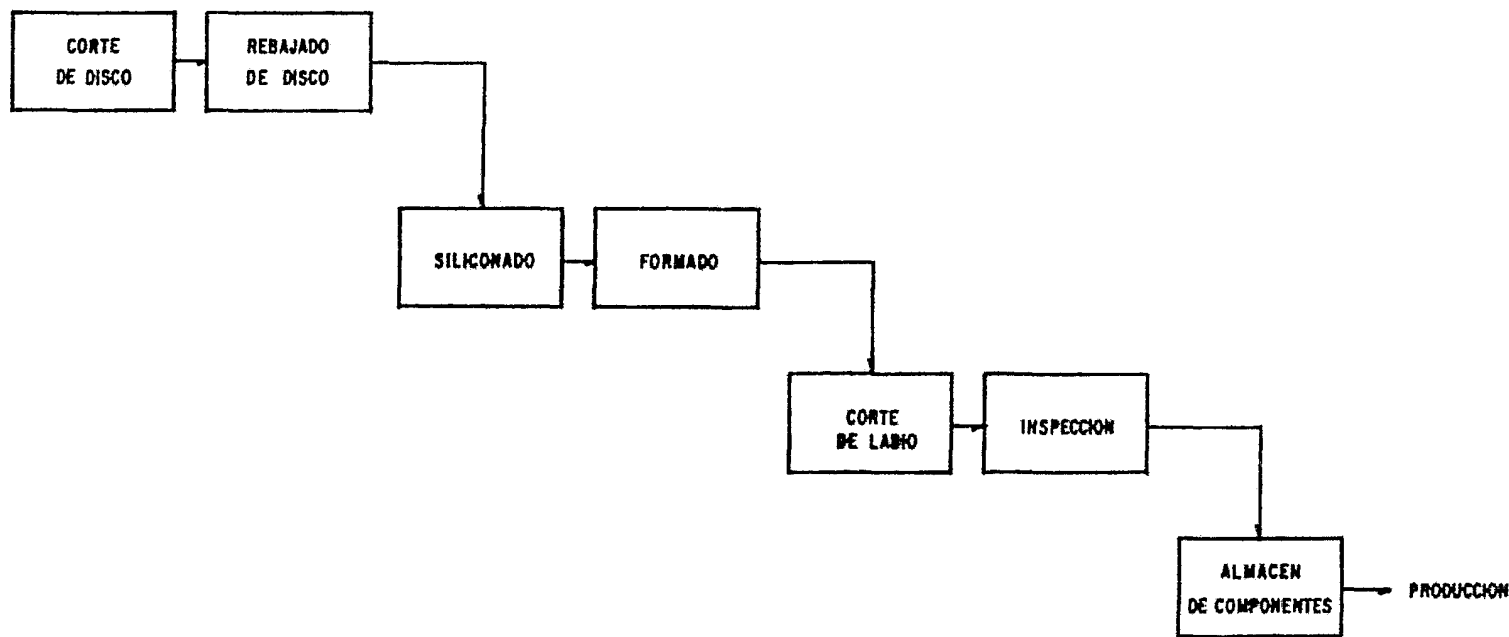 CORTE
DE DISCO
REBAJADO
DE DISCO
SILICONADO
FORMADO
CORTE
DE LABIO
INSPECCION
ALMACEN
DE COMPONENTES
PRODUCCION